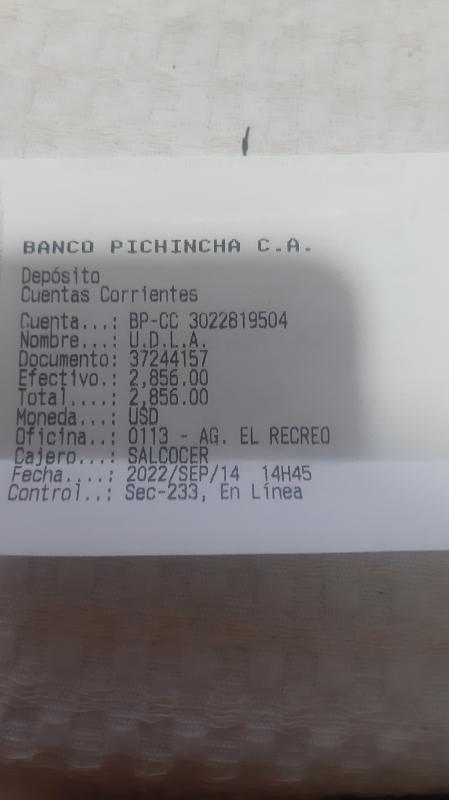 BANCO PICHINCHA C.A.
Depósito
Cuentas Corrientes
Cuenta...: BP-CC 3022819504
Nombre...: U.D.L.A.
Documento: 37244157
Efectivo.: 2,856.00
Total....: 2,856.00
Moneda...: USD
Oficina..: 0113 - AG. EL RECREO
Cajero...: SALCOCER
Fecha....: 2022/SEP/14 14H45
Control..: Sec-233, En Línea